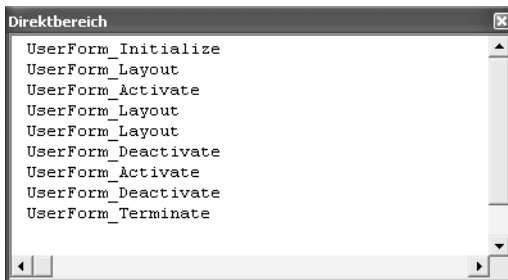 Direktbereich
UserForm_Initialize
UserForm_Layout
UserForm_Activate
UserForm_Layout
UserForm_Layout
UserForm_Deactivate
UserForm_Activate
UserForm_Deactivate
UserForm_Terminate